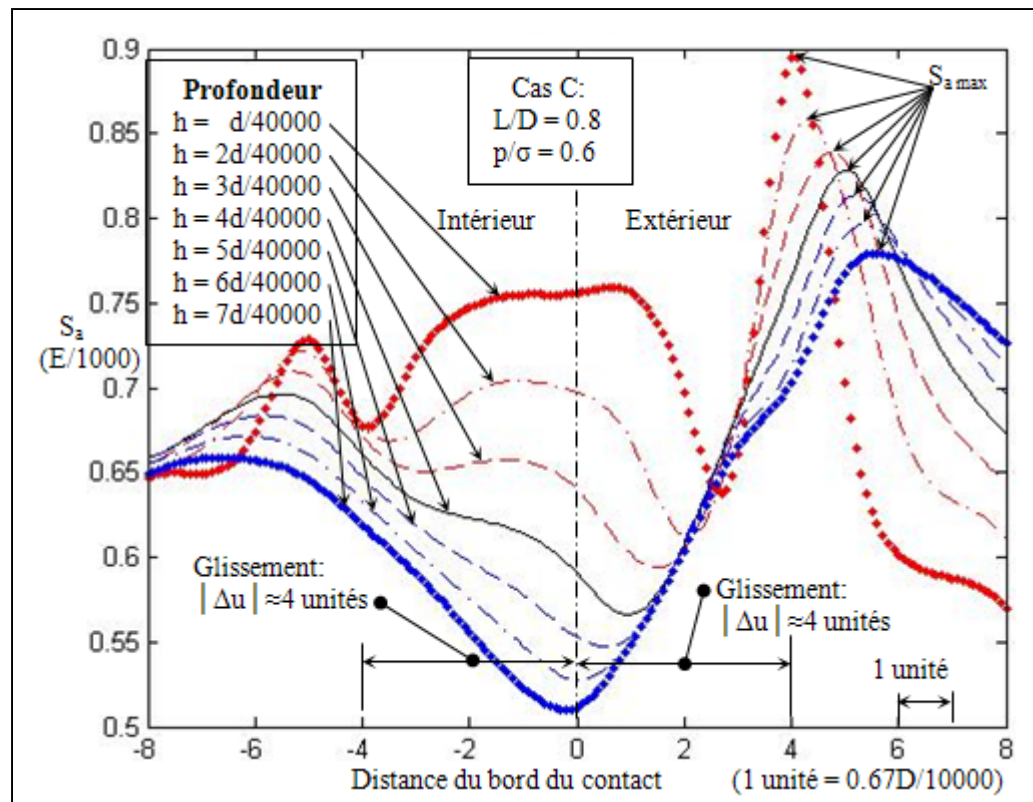 0.9
0.85
0.8
0.75
0.7
0.65
0.6
0.55
0.5
Sa
(E/1000)
Profondeur
h = d/40000
h = 2d/40000
h = 3d/40000
h = 4d/40000
h = 5d/40000
h = 6d/40000
h = 7d/40000
Cas C:
L/D = 0.8
p/σ = 0.6
Sa max
Intérieur
Extérieur
Glissement:
|Δu| ≈4 unités
Glissement:
|Δu| ≈4 unités
1 unité
-8 -6 -4 -2 0 2 4 6 8
Distance du bord du contact (1 unité = 0.67D/10000)